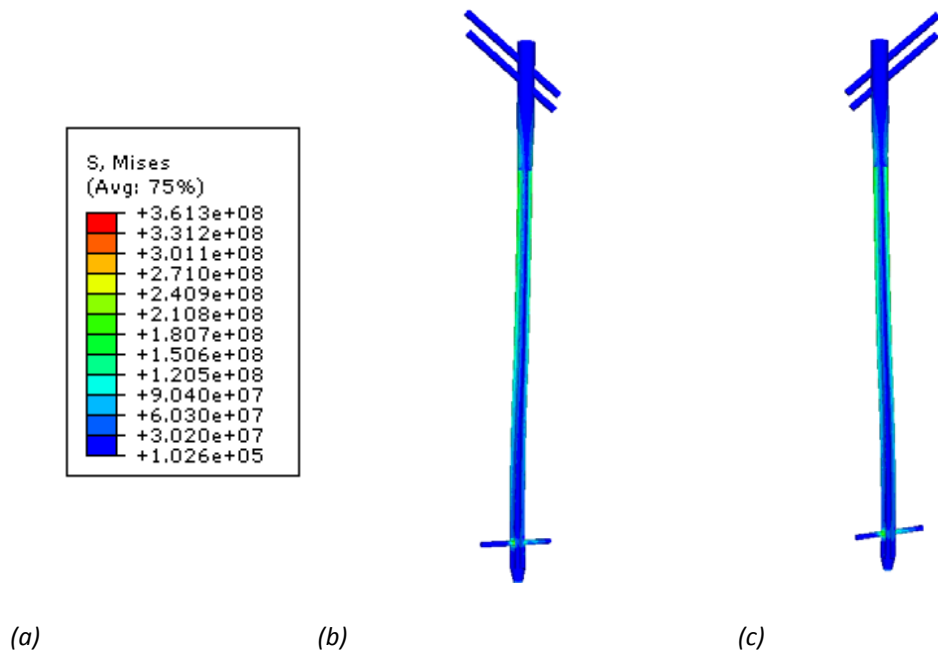 S, Mises
(Avg: 75%)
+3.613e+08
+3.312e+08
+3.011e+08
+2.710e+08
+2.409e+08
+2.108e+08
+1.807e+08
+1.506e+08
+1.205e+08
+9.040e+07
+6.030e+07
+3.020e+07
+1.026e+05
(a) (b) (c)